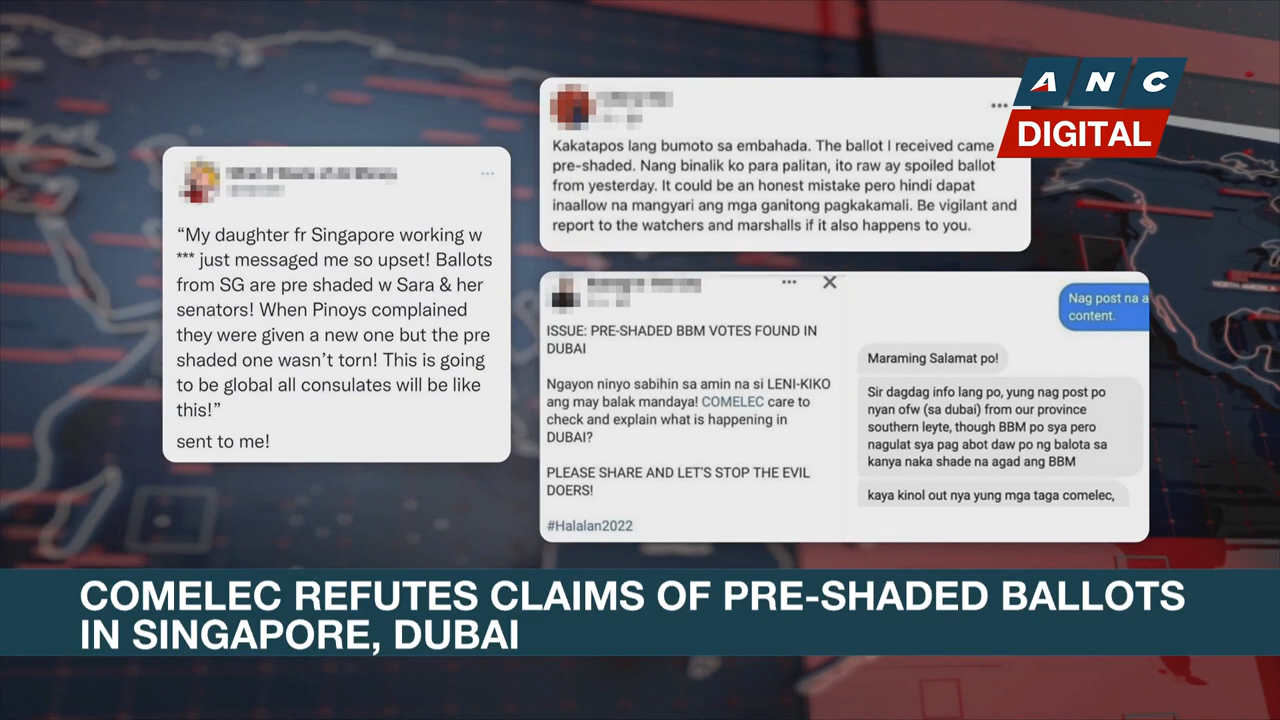 ANC
DIGITAL
“My daughter fr Singapore working w
*** just messaged me so upset! Ballots
from SG are pre shaded w Sara & her
senators! When Pinoys complained
they were given a new one but the pre
shaded one wasn’t torn! This is going
to be global all consulates will be like
this!”
sent to me!
Kakatapos lang bumoto sa embahada. The ballot I received came
pre-shaded. Nang binalik ko para palitan, ito raw ay spoiled ballot
from yesterday. It could be an honest mistake pero hindi dapat
inaallow na mangyari ang mga ganitong pagkakamali. Be vigilant and
report to the watchers and marshalls if it also happens to you.
ISSUE: PRE-SHADED BBM VOTES FOUND IN
DUBAI
Ngayon ninyo sabihin sa amin na si LENI-KIKO
ang may balak mandaya! COMELEC care to
check and explain what is happening in
DUBAI?
PLEASE SHARE AND LET'S STOP THE EVIL
DOERS!
#Halalan2022
Nag post na a
content.
Maraming Salamat po!
Sir dagdag info lang po, yung nag post po
nyan ofw (sa dubai) from our province
southern leyte, though BBM po sya pero
nagulat sya pag abot daw po ng balota sa
kanya naka shade na agad ang BBM
kaya kinol out nya yung mga taga comelec,
NORTH AMERICA
COMELEC REFUTES CLAIMS OF PRE-SHADED BALLOTS
IN SINGAPORE, DUBAI